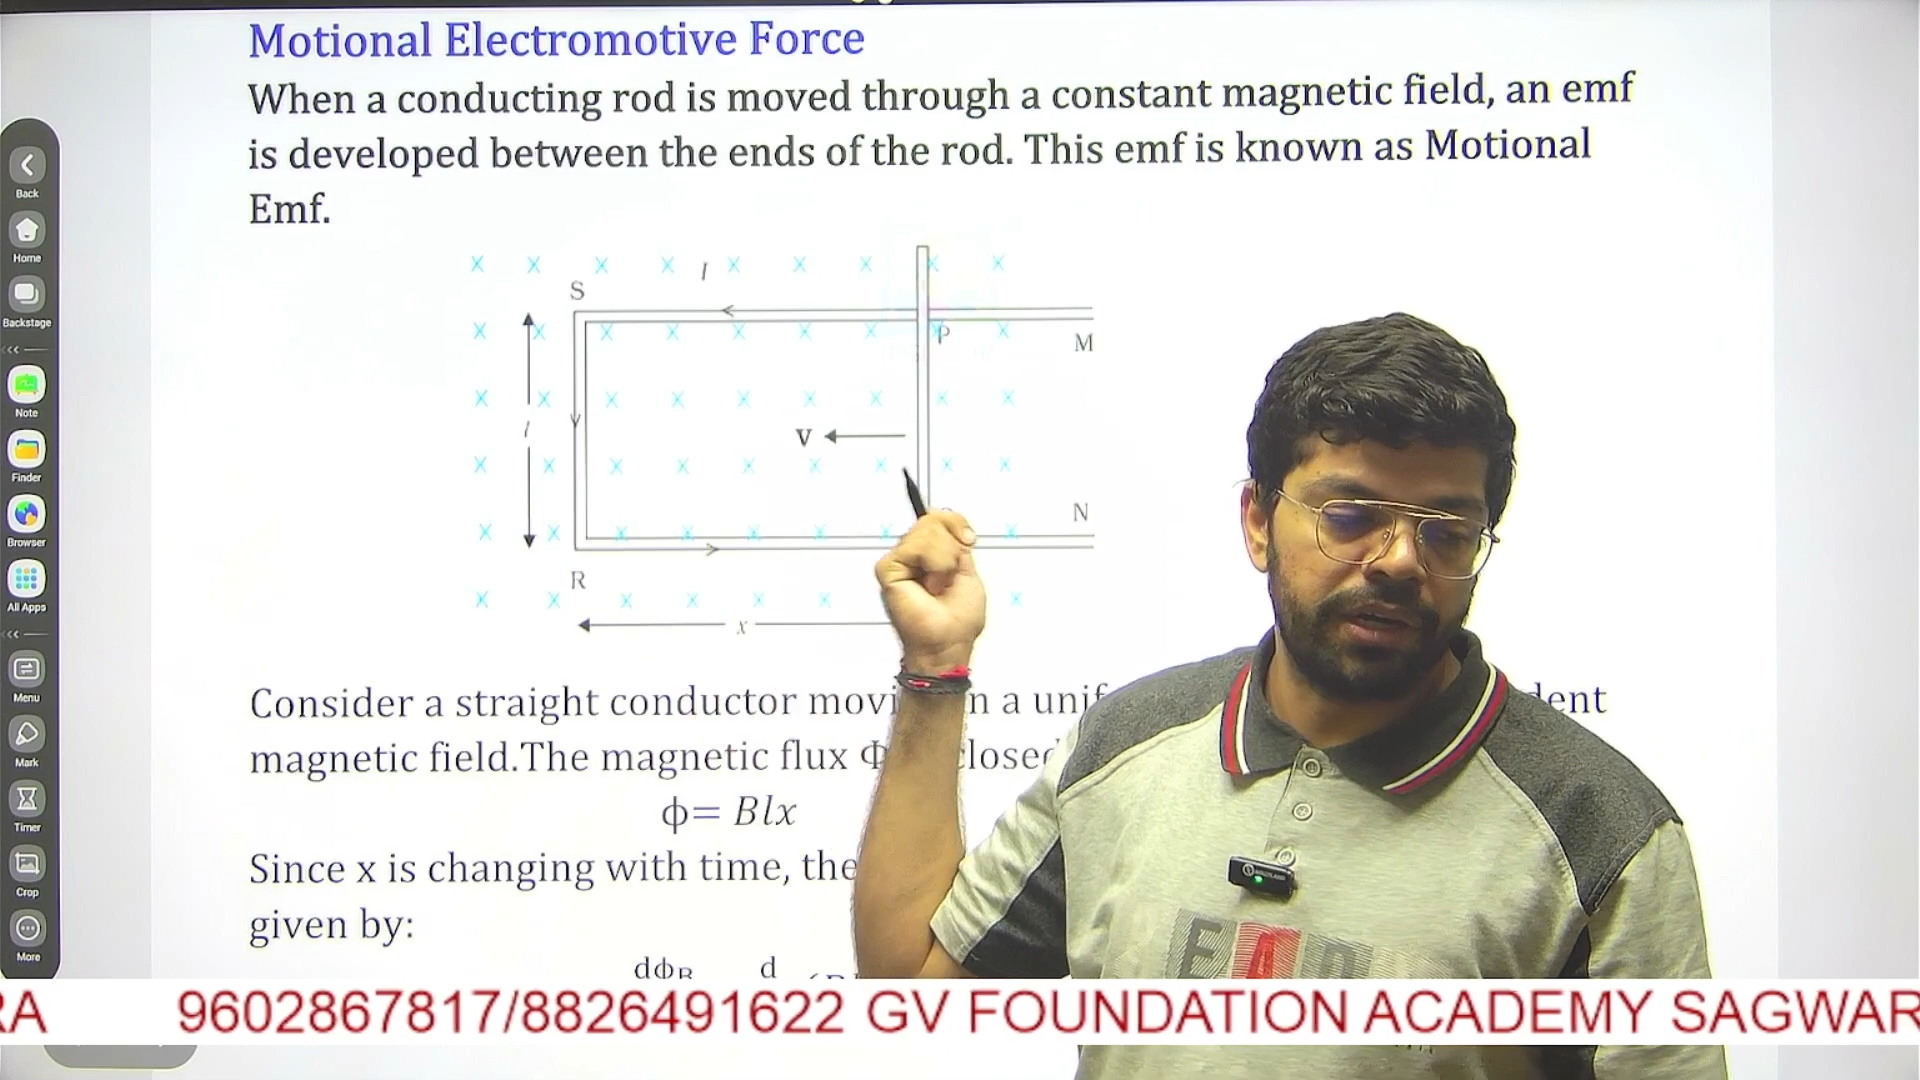 Motional Electromotive Force
When a conducting rod is moved through a constant magnetic field, an emf
is developed between the ends of the rod. This emf is known as Motional
Emf.
I
S
P
M
l
V
N
R
x
Consider a straight conductor movi n a unif dent
magnetic field.The magnetic flux Φ closed
ϕ= Blx
Since x is changing with time, the
given by:
dϕB d
Back
Home
Backstage
Note
Finder
Browser
All Apps
Menu
Mark
Timer
Crop
More
RA 9602867817/8826491622 GV FOUNDATION ACADEMY SAGWAR